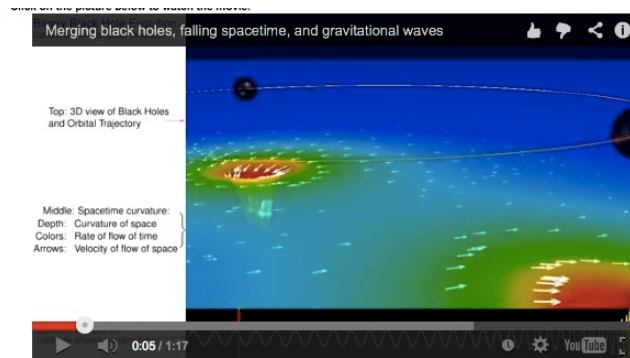 Click on the picture below to watch the movie.
Merging black holes, falling spacetime, and gravitational waves
Top: 3D view of Black Holes
and Orbital Trajectory
Middle: Spacetime curvature:
Depth: Curvature of space
Colors: Rate of flow of time
Arrows: Velocity of flow of space
0:05 / 1:17
YouTube